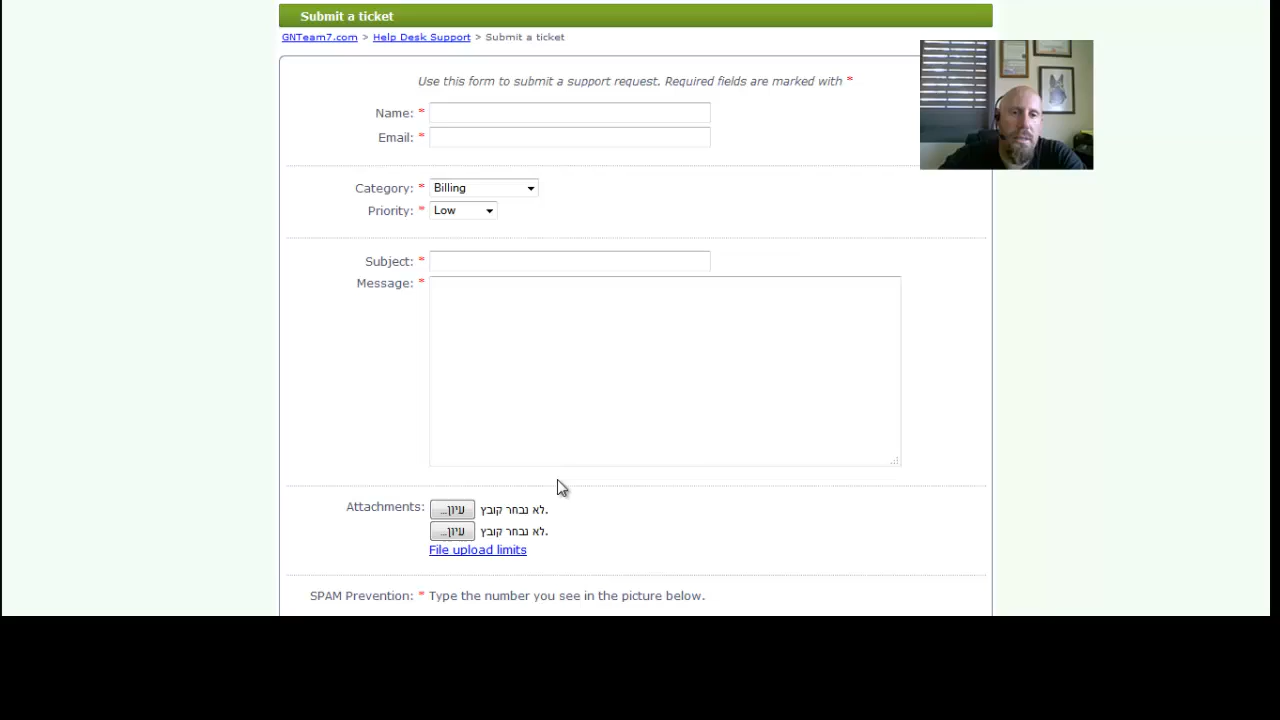 Submit a ticket
GNTeam7.com > Help Desk Support > Submit a ticket
Use this form to submit a support request. Required fields are marked with *
Name: *
Email: *
Category: * Billing
Priority: * Low
Subject: *
Message: *
Attachments: עיון... לא נבחר קובץ.
עיון... לא נבחר קובץ.
File upload limits
SPAM Prevention: * Type the number you see in the picture below.